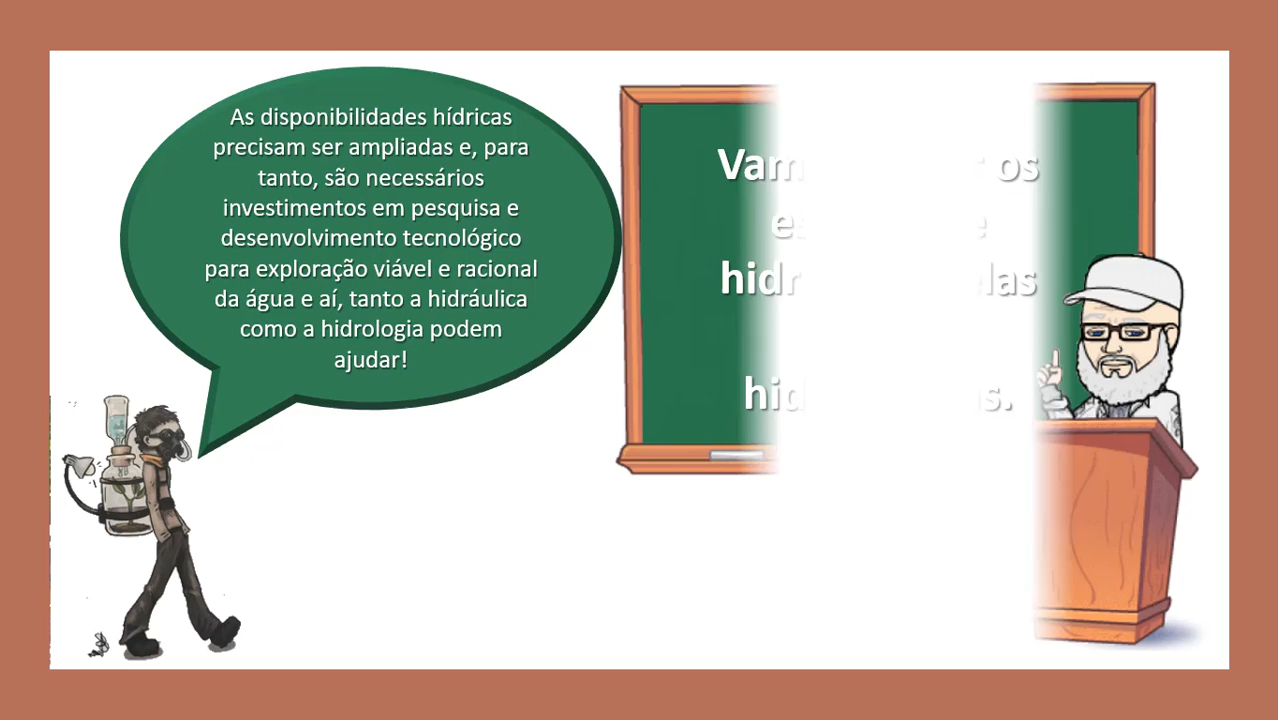 As disponibilidades hídricas
precisam ser ampliadas e, para
tanto, são necessários
investimentos em pesquisa e
desenvolvimento tecnológico
para exploração viável e racional
da água e aí, tanto a hidráulica
como a hidrologia podem
ajudar!
os